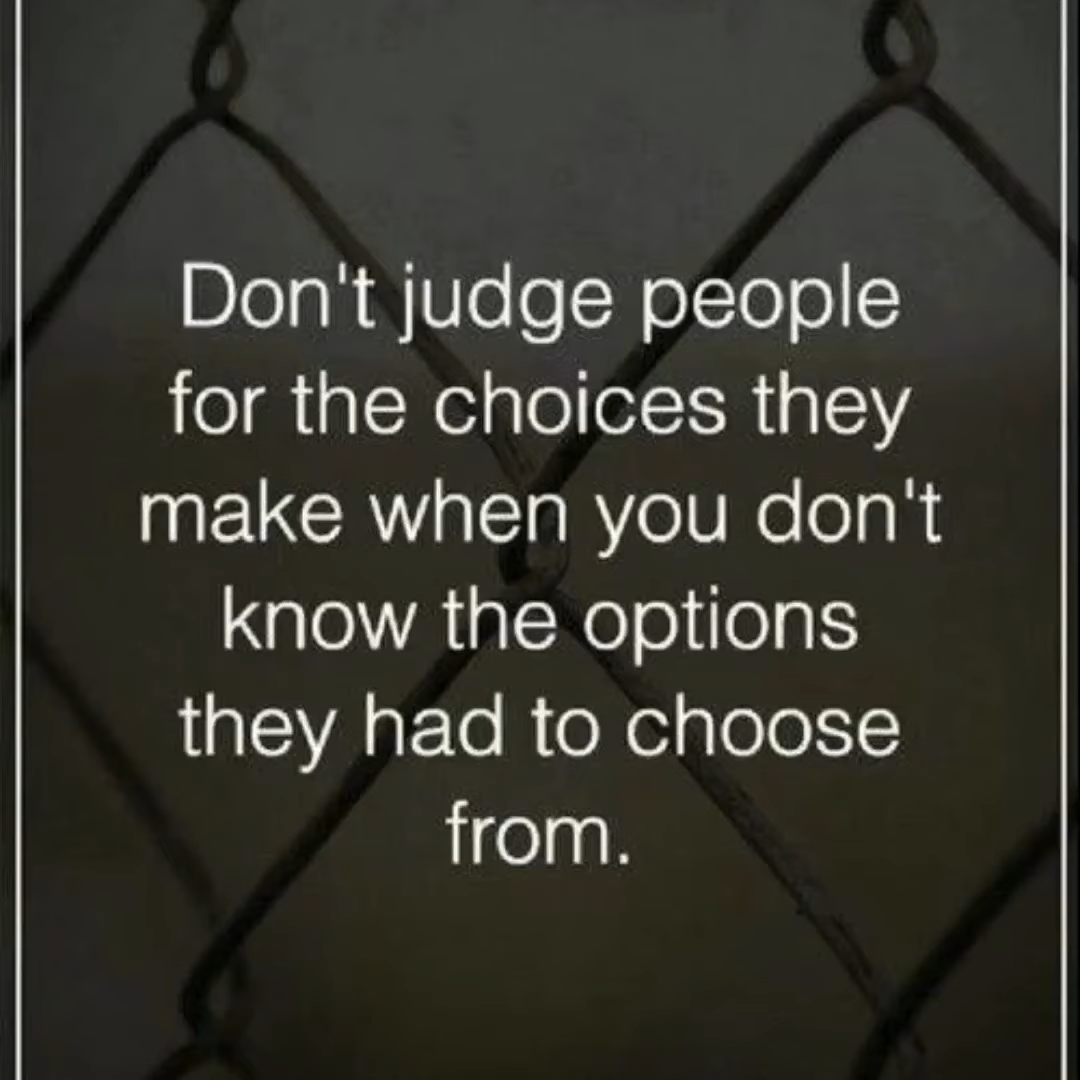 Don't judge people
for the choices they
make when you don't
know the options
they had to choose
from.